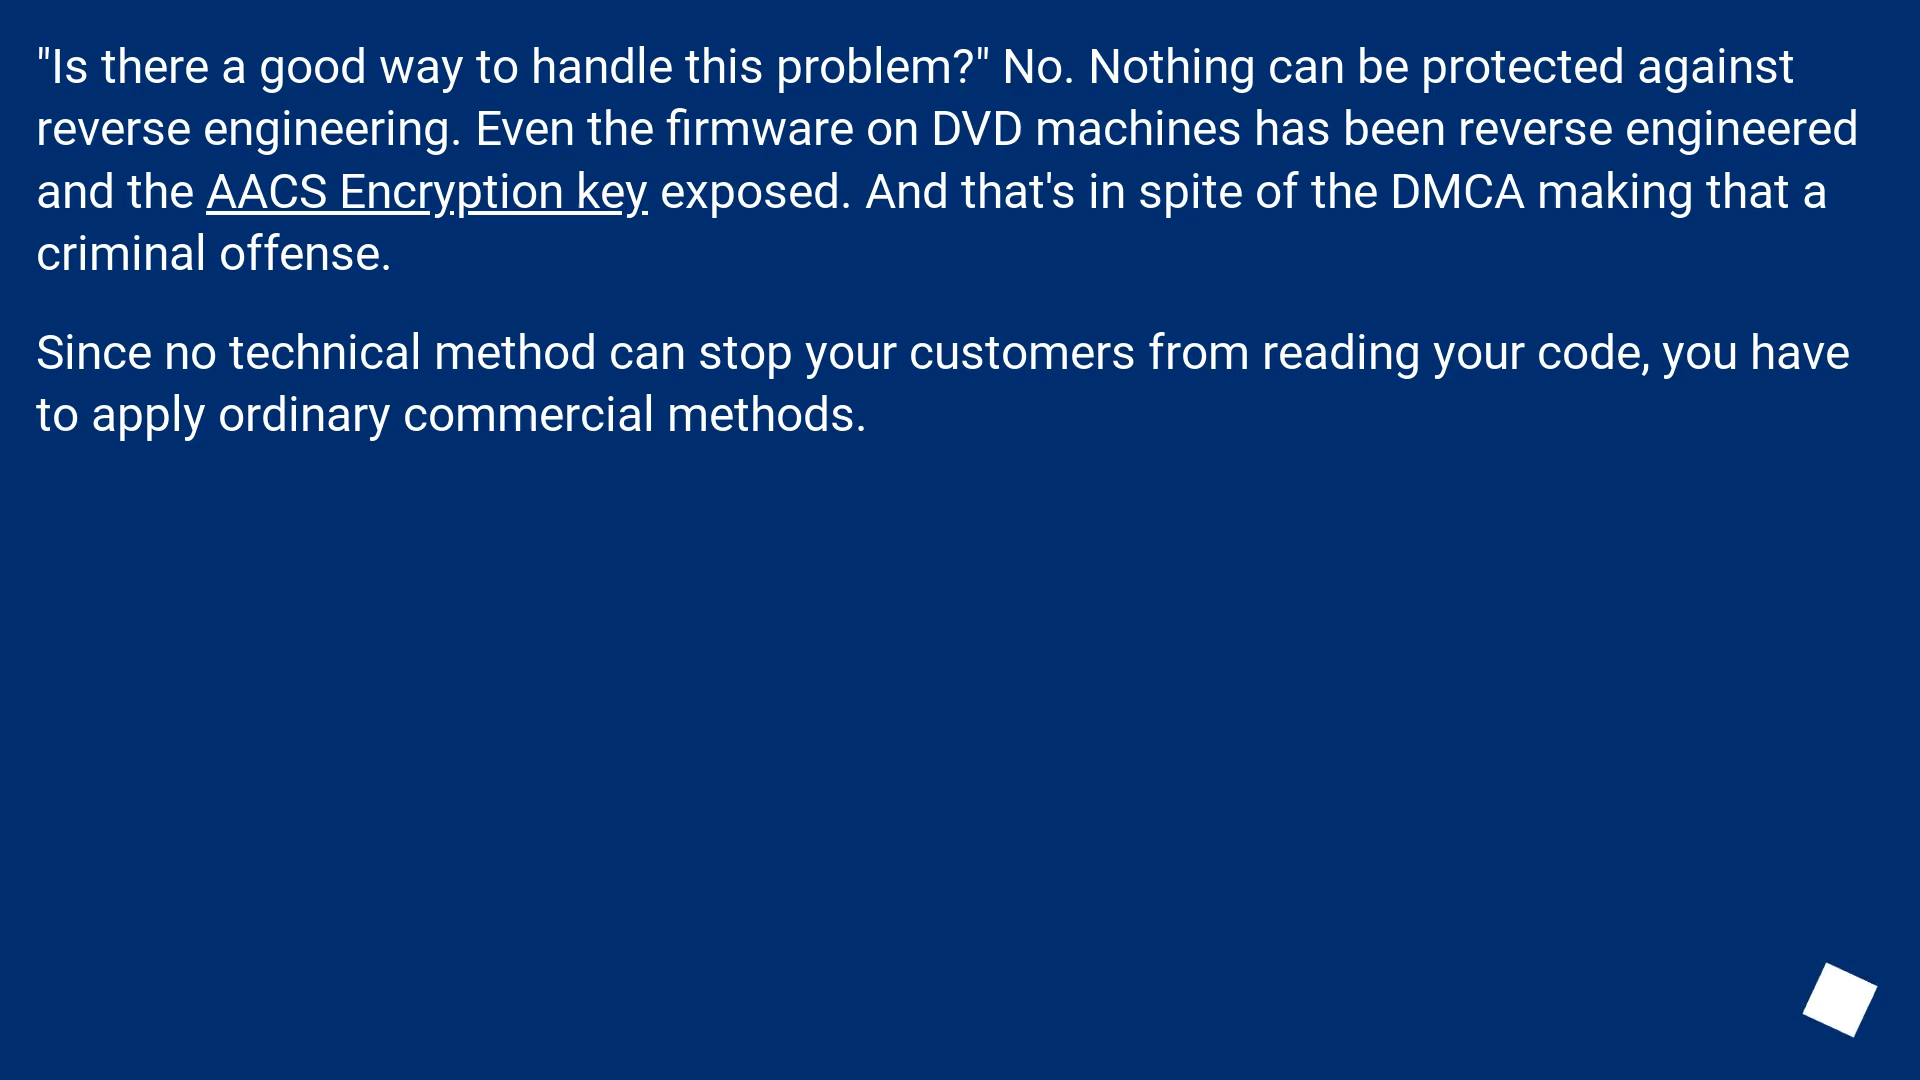 "Is there a good way to handle this problem?" No. Nothing can be protected against
reverse engineering. Even the firmware on DVD machines has been reverse engineered
and the AACS Encryption key exposed. And that's in spite of the DMCA making that a
criminal offense.
Since no technical method can stop your customers from reading your code, you have
to apply ordinary commercial methods.